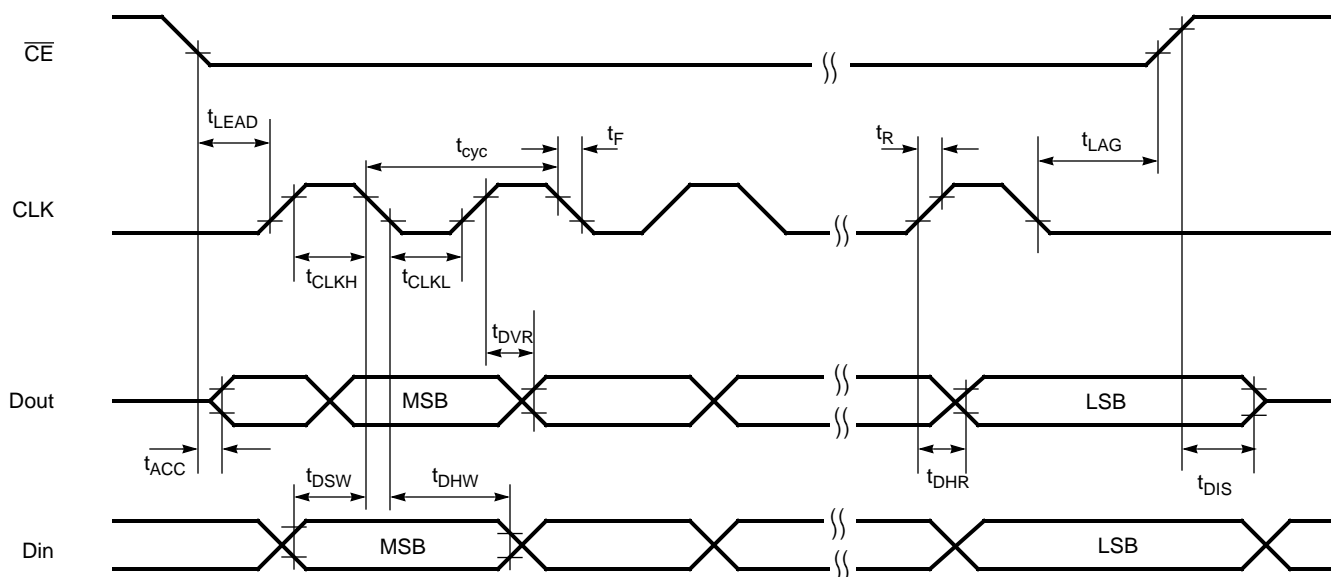 CE
tLEAD
tcyc
tF
tR
tLAG
CLK
tCLKH
tCLKL
tDVR
Dout
MSB
LSB
tACC
tDSW
tDHW
tDHR
tDIS
Din
MSB
LSB